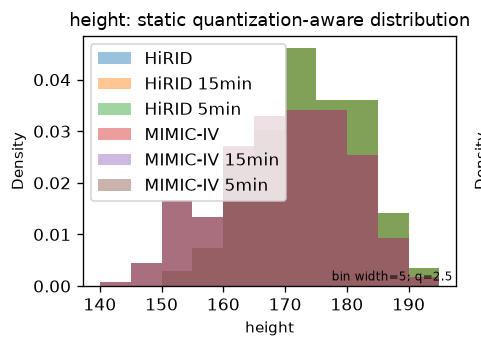 height: static quantization-aware distribution
Density
0.04
0.03
0.02
0.01
0.00
HiRID
HiRID 15min
HiRID 5min
MIMIC-IV
MIMIC-IV 15min
MIMIC-IV 5min
bin width=5; q=2.5
140
150
160
170
180
190
height
Density